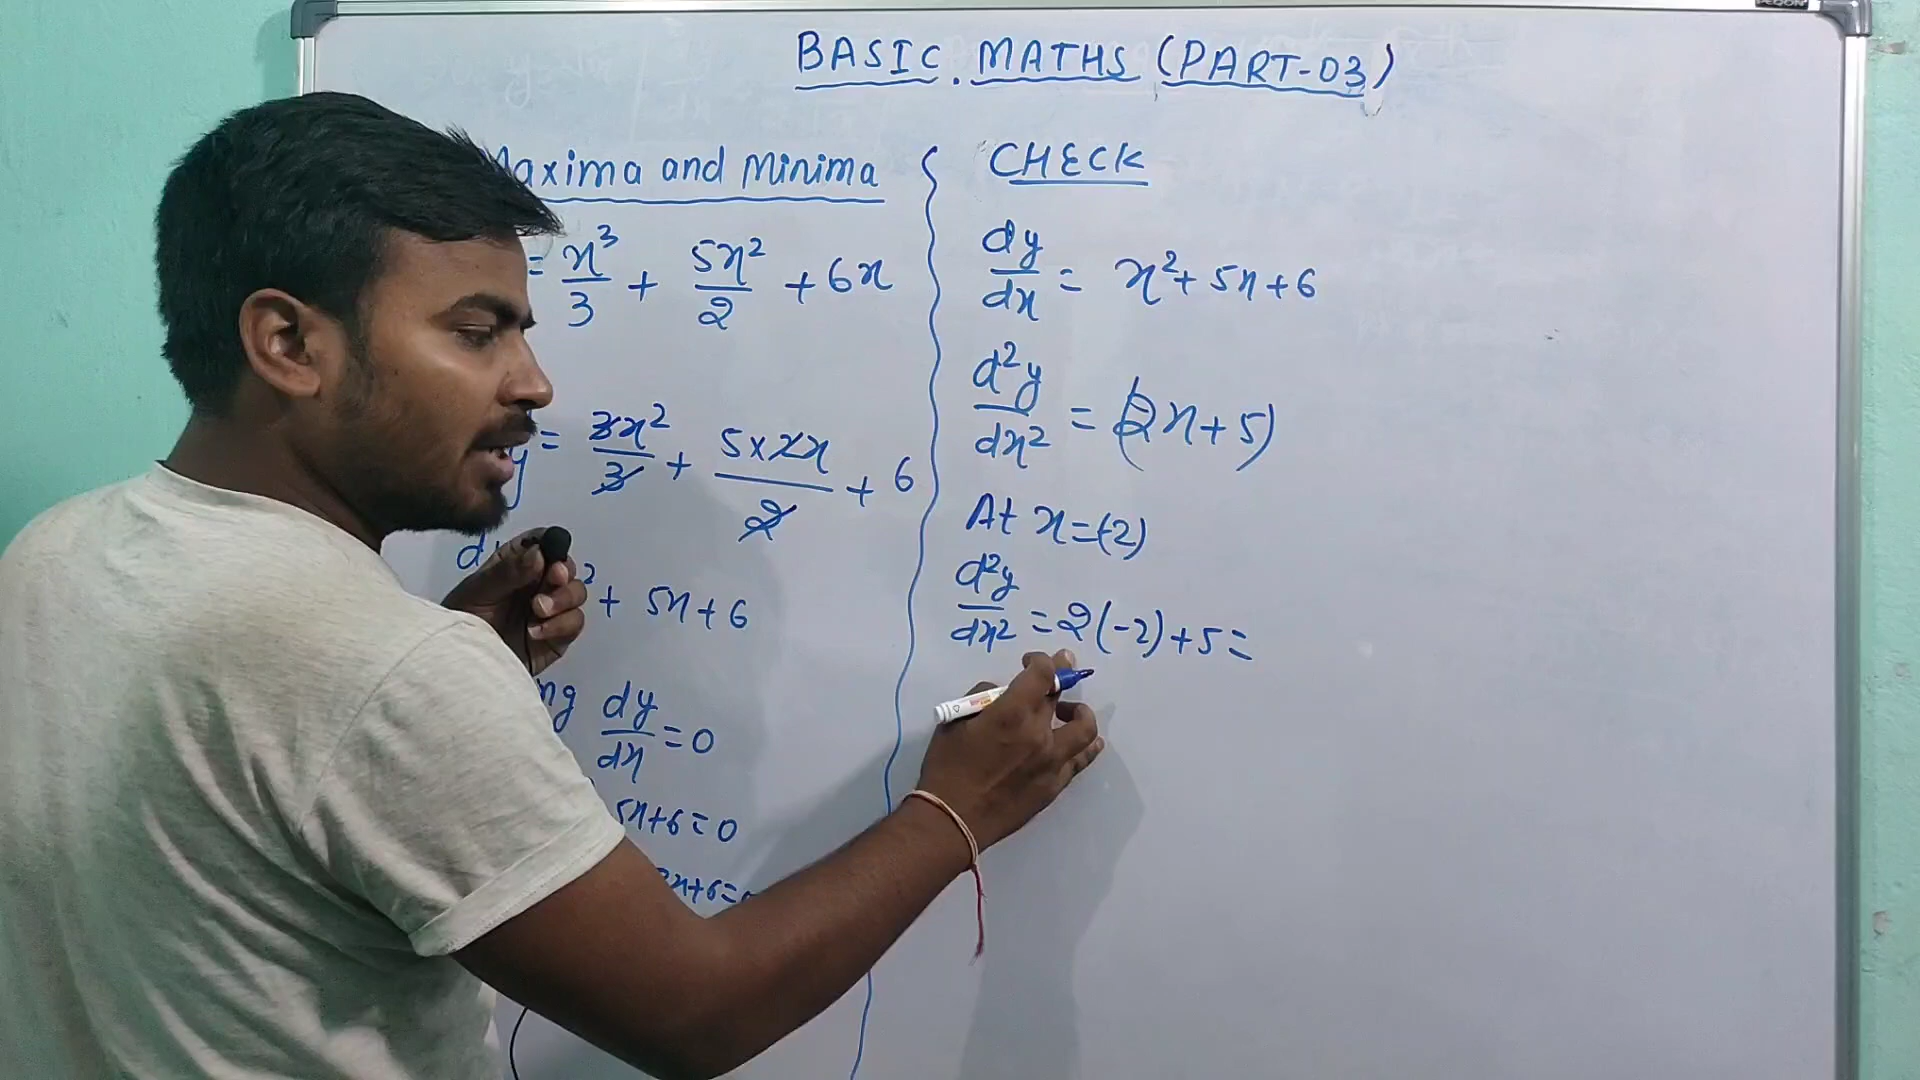 BASIC. MATHS (PART-03)
Maxima and Minima
= x³/3 + 5x²/2 + 6x
y = 3x²/3 + 5×2x/2 + 6
² + 5x + 6
dy/dx = 0
5x+6=0
+6=
CHECK
dy/dx = x² + 5x + 6
d²y/dx² = (2x + 5)
At x = (-2)
d²y/dx² = 2(-2) + 5 =